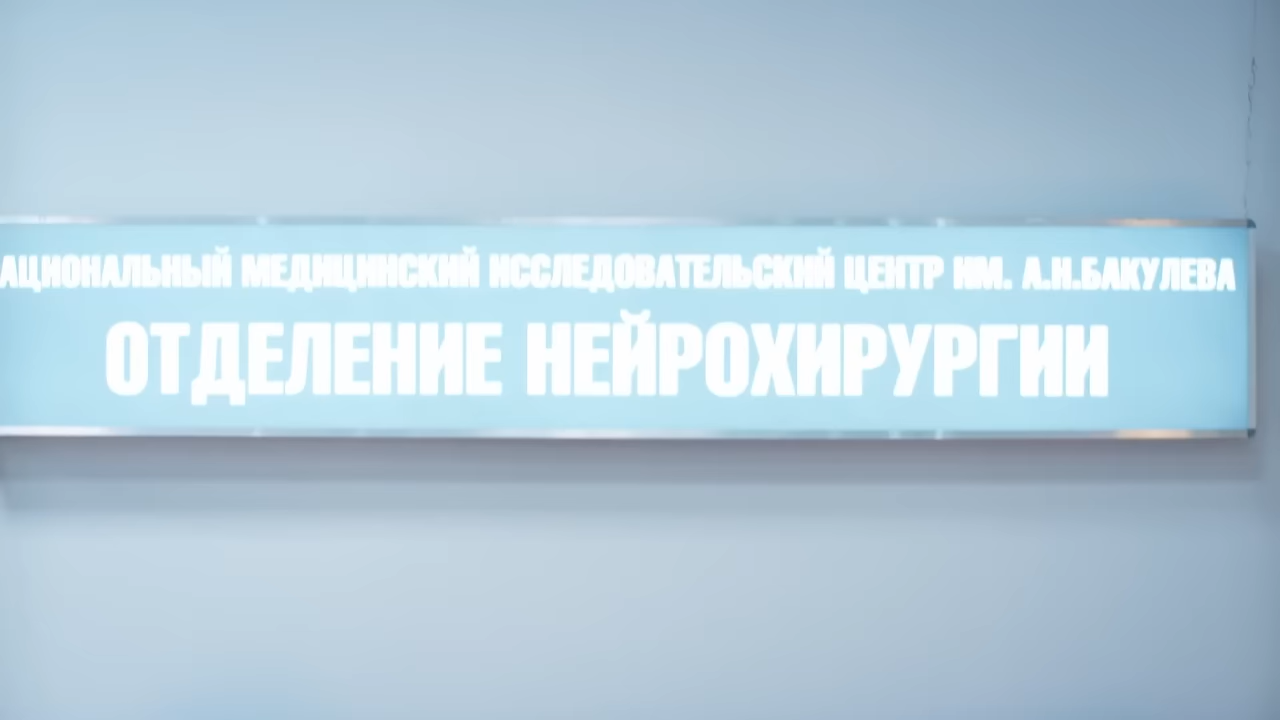 АЦИОНАЛЬНЫЙ МЕДИЦИНСКИЙ ИССЛЕДОВАТЕЛЬСКИЙ ЦЕНТР ИМ. А.Н.БАКУЛЕВА
ОТДЕЛЕНИЕ НЕЙРОХИРУРГИИ